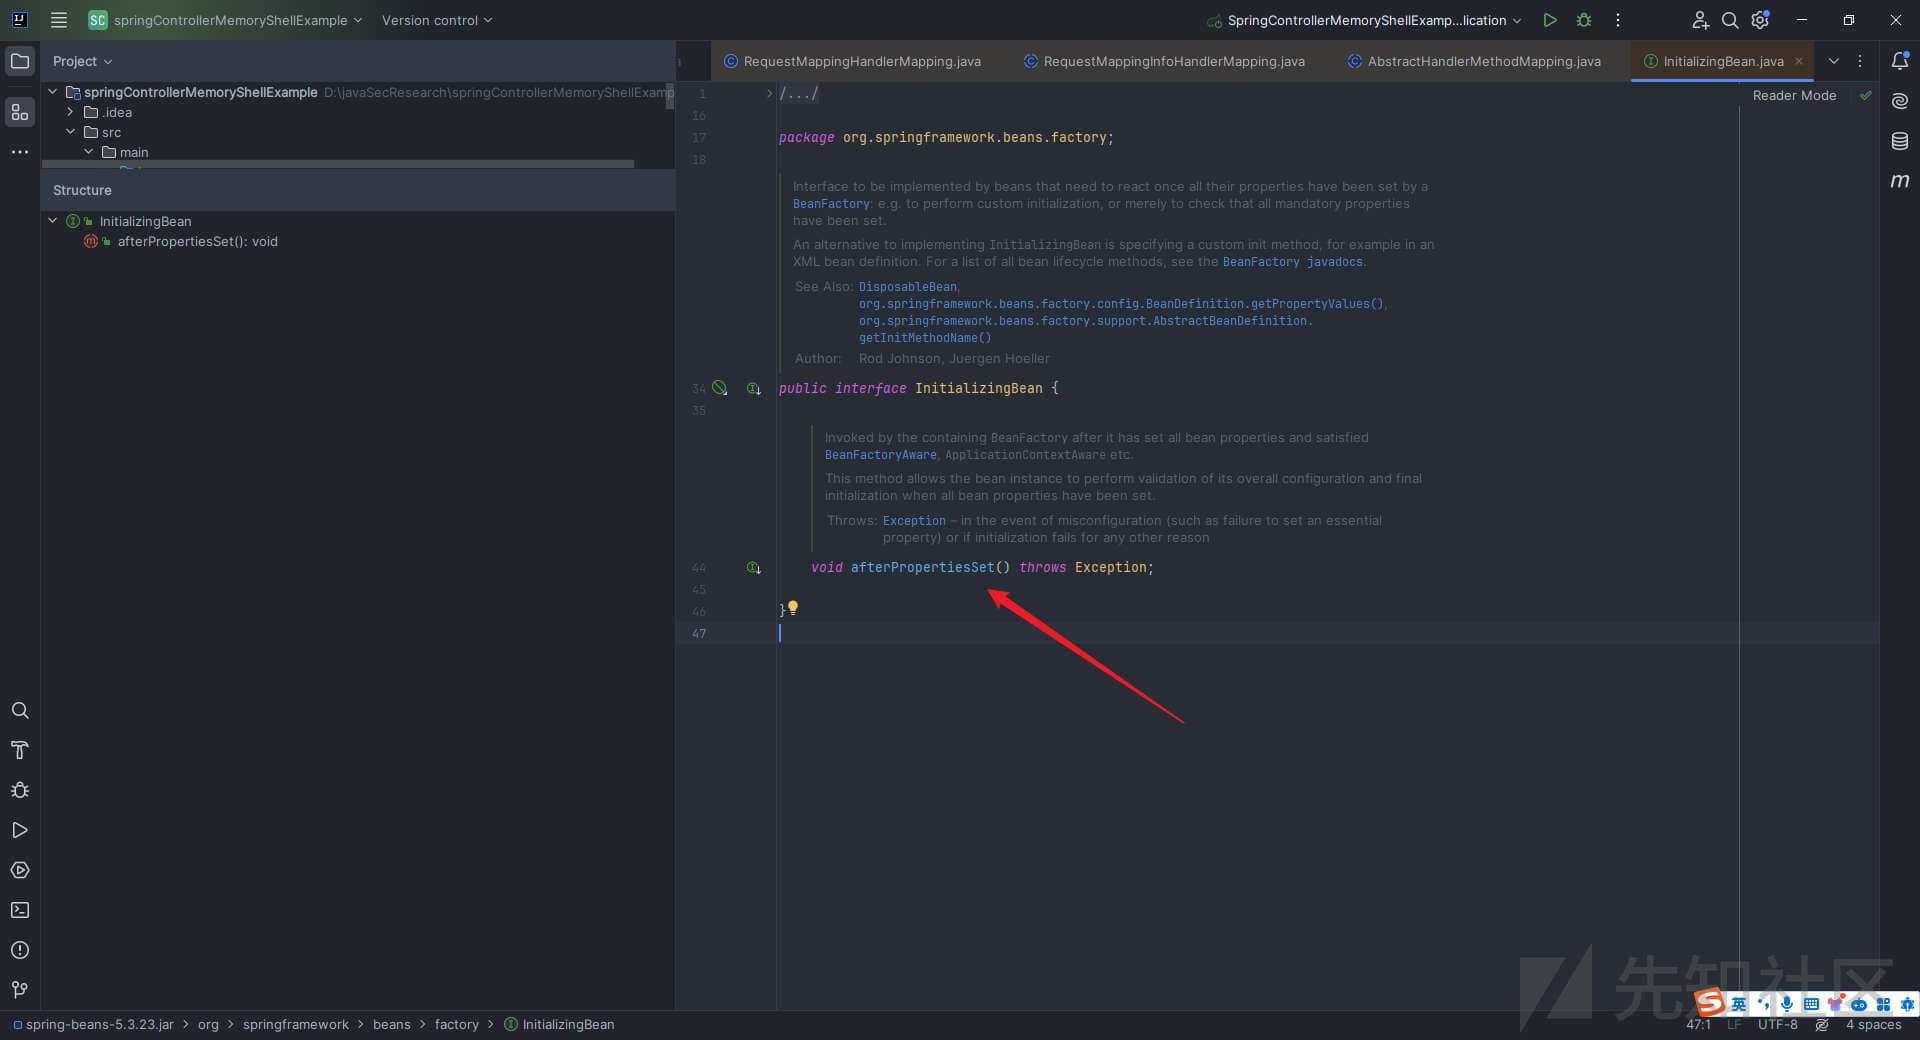 SC springControllerMemoryShellExample Version control SpringControllerMemoryShellExamp...lication
Project
springControllerMemoryShellExample D:\javaSecResearch\springControllerMemoryShellExamp
.idea
src
main
Structure
InitializingBean
afterPropertiesSet(): void
RequestMappingHandlerMapping.java RequestMappingInfoHandlerMapping.java AbstractHandlerMethodMapping.java InitializingBean.java
Reader Mode
1 /.../
16
17 package org.springframework.beans.factory;
18
Interface to be implemented by beans that need to react once all their properties have been set by a
BeanFactory: e.g. to perform custom initialization, or merely to check that all mandatory properties
have been set.
An alternative to implementing InitializingBean is specifying a custom init method, for example in an
XML bean definition. For a list of all bean lifecycle methods, see the BeanFactory javadocs.
See Also: DisposableBean,
org.springframework.beans.factory.config.BeanDefinition.getPropertyValues(),
org.springframework.beans.factory.support.AbstractBeanDefinition.
getInitMethodName()
Author: Rod Johnson, Juergen Hoeller
34 public interface InitializingBean {
35
Invoked by the containing BeanFactory after it has set all bean properties and satisfied
BeanFactoryAware, ApplicationContextAware etc.
This method allows the bean instance to perform validation of its overall configuration and final
initialization when all bean properties have been set.
Throws: Exception – in the event of misconfiguration (such as failure to set an essential
property) or if initialization fails for any other reason
44 void afterPropertiesSet() throws Exception;
45
46 }
47
先知社区
英
spring-beans-5.3.23.jar > org > springframework > beans > factory > InitializingBean
47:1 LF UTF-8 4 spaces